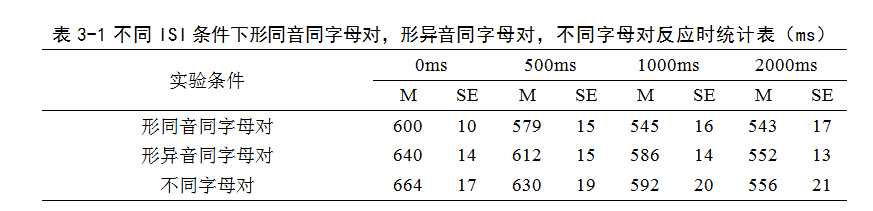 表 3-1 不同 ISI 条件下形同音同字母对，形异音同字母对，不同字母对反应时统计表（ms）
实验条件 0ms 500ms 1000ms 2000ms
M SE M SE M SE M SE
形同音同字母对 600 10 579 15 545 16 543 17
形异音同字母对 640 14 612 15 586 14 552 13
不同字母对 664 17 630 19 592 20 556 21